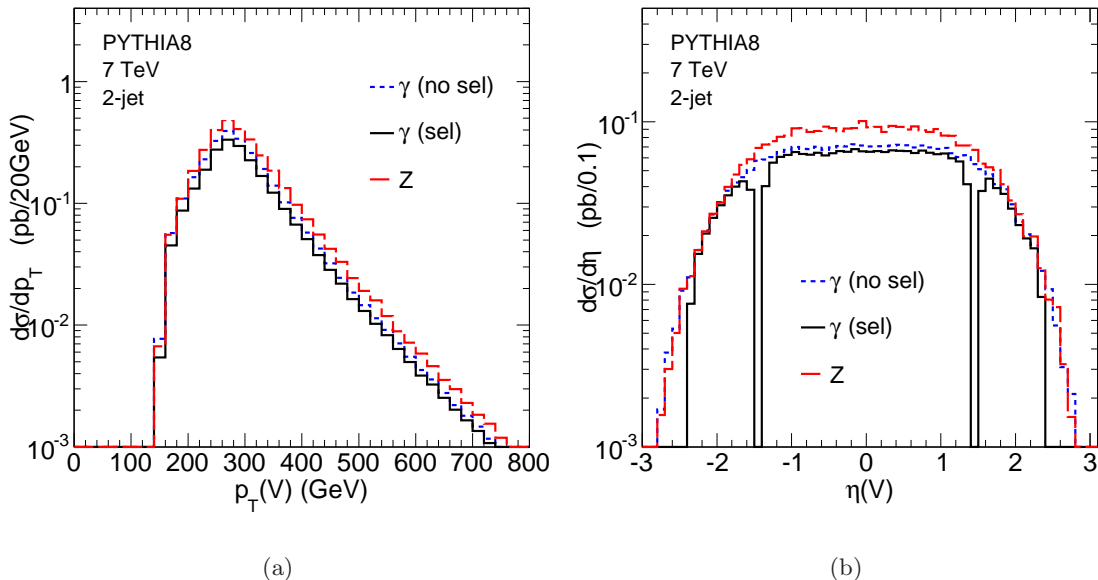 PYTHIA8
7 TeV
2-jet
γ (no sel)
γ (sel)
Z
1
10^-1
10^-2
10^-3
dσ/dp_T (pb/20GeV)
0 100 200 300 400 500 600 700 800
p_T(V) (GeV)
(a)
PYTHIA8
7 TeV
2-jet
10^-1
10^-2
10^-3
dσ/dη (pb/0.1)
γ (no sel)
γ (sel)
Z
-3 -2 -1 0 1 2 3
η(V)
(b)